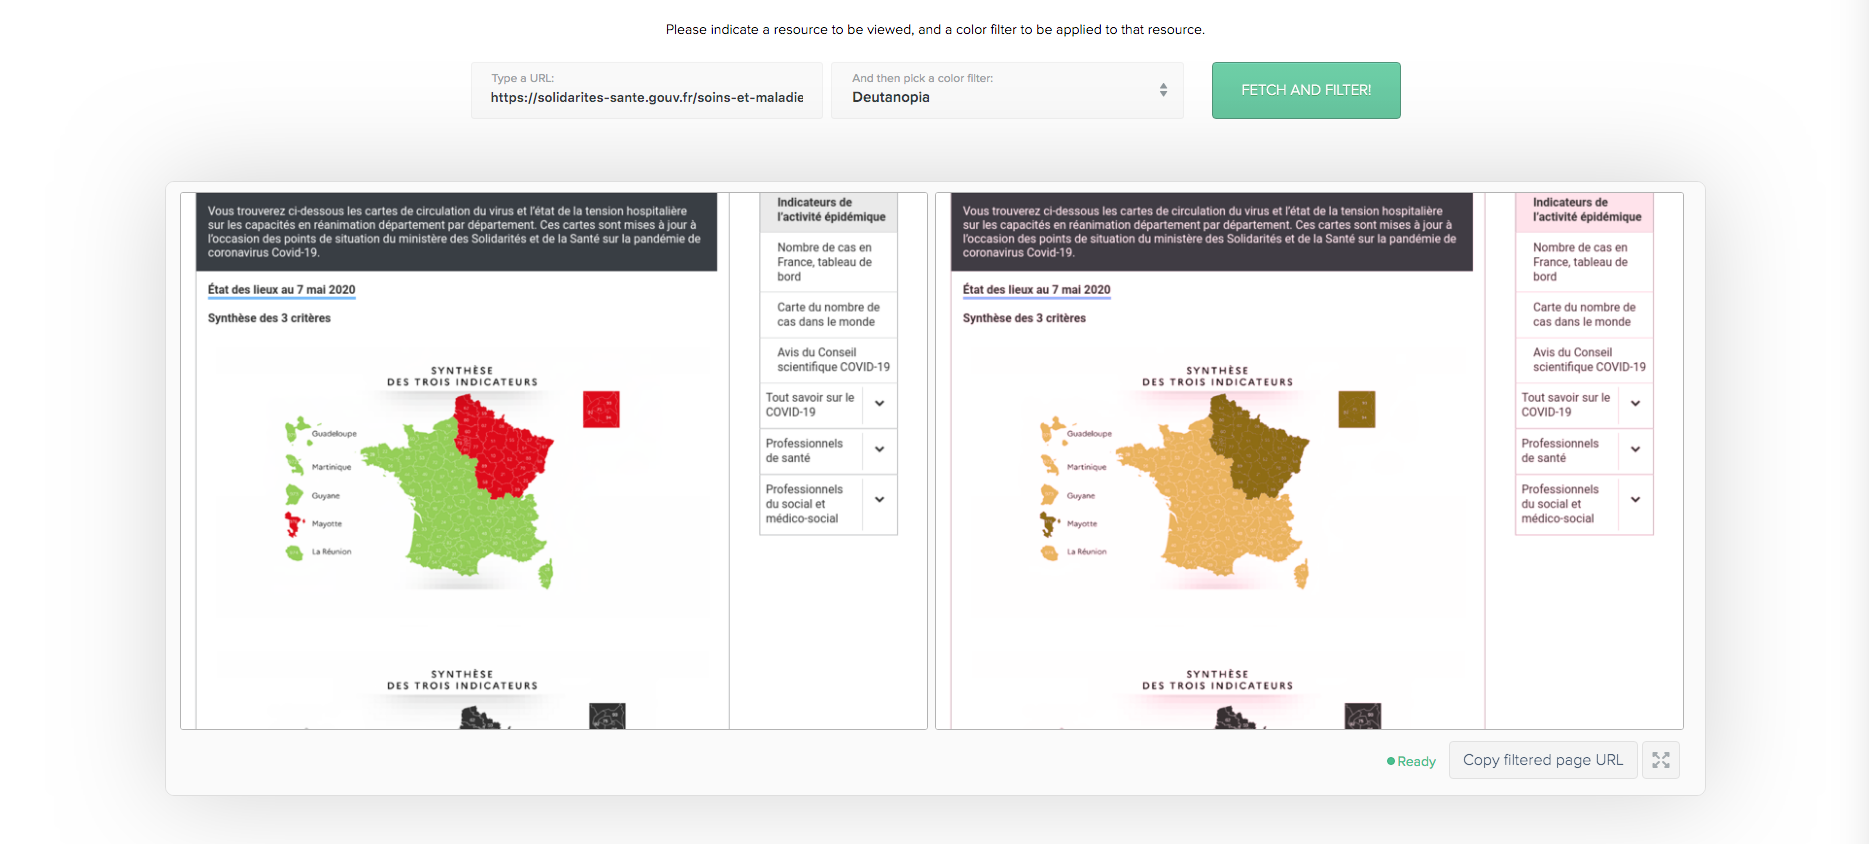 Please indicate a resource to be viewed, and a color filter to be applied to that resource.
Type a URL:
https://solidarites-sante.gouv.fr/soins-et-maladie
And then pick a color filter:
Deutanopia
FETCH AND FILTER!
Vous trouverez ci-dessous les cartes de circulation du virus et l'état de la tension hospitalière
sur les capacités en réanimation département par département. Ces cartes sont mises à jour à
l'occasion des points de situation du ministère des Solidarités et de la Santé sur la pandémie de
coronavirus Covid-19.
État des lieux au 7 mai 2020
Synthèse des 3 critères
SYNTHÈSE
DES TROIS INDICATEURS
Guadeloupe
Martinique
Guyane
Mayotte
La Réunion
SYNTHÈSE
DES TROIS INDICATEURS
Indicateurs de
l'activité épidémique
Nombre de cas en
France, tableau de
bord
Carte du nombre de
cas dans le monde
Avis du Conseil
scientifique COVID-19
Tout savoir sur le
COVID-19
Professionnels
de santé
Professionnels
du social et
médico-social
Vous trouverez ci-dessous les cartes de circulation du virus et l'état de la tension hospitalière
sur les capacités en réanimation département par département. Ces cartes sont mises à jour à
l'occasion des points de situation du ministère des Solidarités et de la Santé sur la pandémie de
coronavirus Covid-19.
État des lieux au 7 mai 2020
Synthèse des 3 critères
SYNTHÈSE
DES TROIS INDICATEURS
Guadeloupe
Martinique
Guyane
Mayotte
La Réunion
SYNTHÈSE
DES TROIS INDICATEURS
Indicateurs de
l'activité épidémique
Nombre de cas en
France, tableau de
bord
Carte du nombre de
cas dans le monde
Avis du Conseil
scientifique COVID-19
Tout savoir sur le
COVID-19
Professionnels
de santé
Professionnels
du social et
médico-social
Ready
Copy filtered page URL